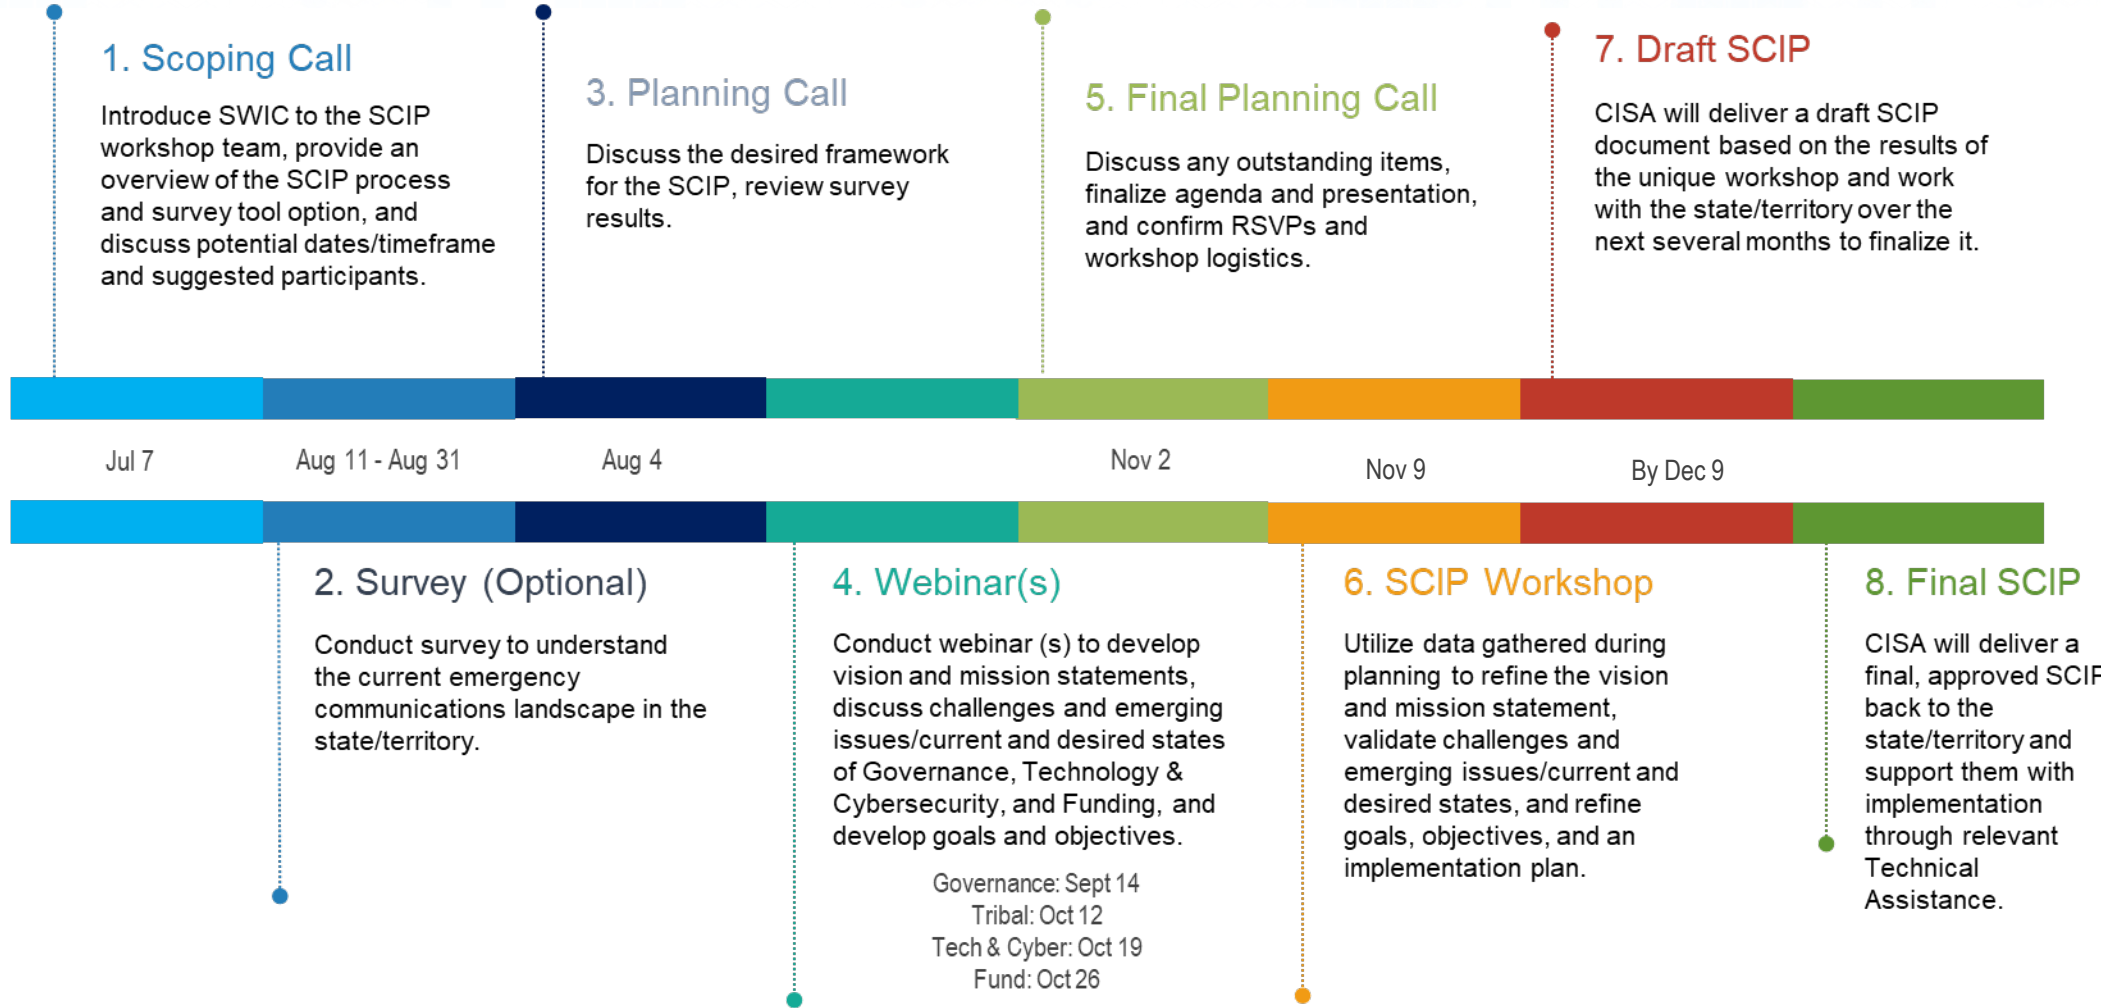 1. Scoping Call
Introduce SWIC to the SCIP
workshop team, provide an
overview of the SCIP process
and survey tool option, and
discuss potential dates/timeframe
and suggested participants.
3. Planning Call
Discuss the desired framework
for the SCIP, review survey
results.
5. Final Planning Call
Discuss any outstanding items,
finalize agenda and presentation,
and confirm RSVPs and
workshop logistics.
7. Draft SCIP
CISA will deliver a draft SCIP
document based on the results of
the unique workshop and work
with the state/territory over the
next several months to finalize it.
Jul 7
Aug 11 - Aug 31
Aug 4
Nov 2
Nov 9
By Dec 9
2. Survey (Optional)
Conduct survey to understand
the current emergency
communications landscape in the
state/territory.
4. Webinar(s)
Conduct webinar (s) to develop
vision and mission statements,
discuss challenges and emerging
issues/current and desired states
of Governance, Technology &
Cybersecurity, and Funding, and
develop goals and objectives.
Governance: Sept 14
Tribal: Oct 12
Tech & Cyber: Oct 19
Fund: Oct 26
6. SCIP Workshop
Utilize data gathered during
planning to refine the vision
and mission statement,
validate challenges and
emerging issues/current and
desired states, and refine
goals, objectives, and an
implementation plan.
8. Final SCIP
CISA will deliver a
final, approved SCIP
back to the
state/territory and
support them with
implementation
through relevant
Technical
Assistance.